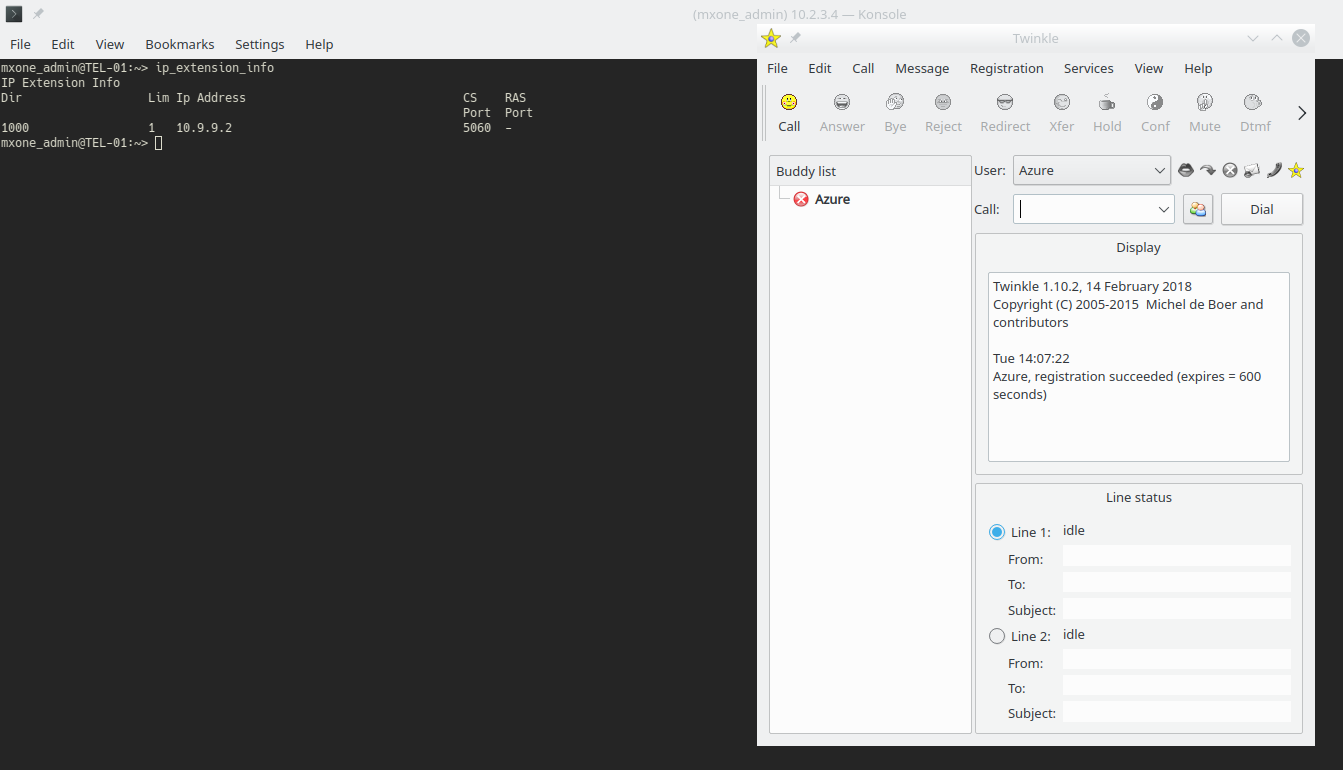 (mxone_admin) 10.2.3.4 — Konsole
File Edit View Bookmarks Settings Help
mxone_admin@TEL-01:~> ip_extension_info
IP Extension Info
Dir Lim Ip Address CS RAS
Port Port
1000 1 10.9.9.2 5060 -
mxone_admin@TEL-01:~>
Twinkle
File Edit Call Message Registration Services View Help
Call Answer Bye Reject Redirect Xfer Hold Conf Mute Dtmf
Buddy list
Azure
User: Azure
Call: Dial
Display
Twinkle 1.10.2, 14 February 2018
Copyright (C) 2005-2015 Michel de Boer and
contributors
Tue 14:07:22
Azure, registration succeeded (expires = 600
seconds)
Line status
Line 1: idle
From:
To:
Subject:
Line 2: idle
From:
To:
Subject: